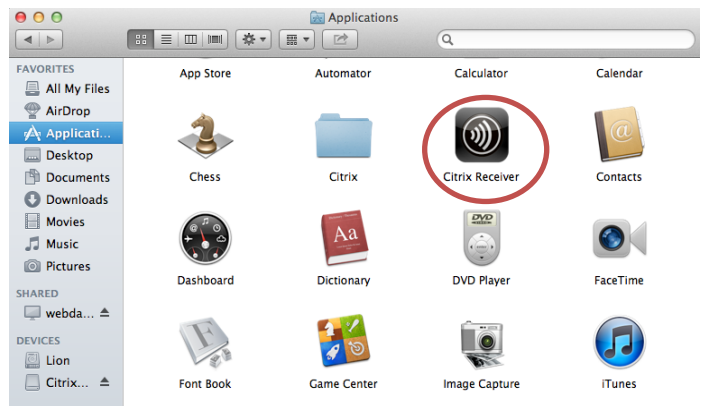 Applications
FAVORITES
All My Files
AirDrop
Applicati...
Desktop
Documents
Downloads
Movies
Music
Pictures
SHARED
webda...
DEVICES
Lion
Citrix...
App Store Automator Calculator Calendar
Chess Citrix Citrix Receiver Contacts
Aa
DVD
Dashboard Dictionary DVD Player FaceTime
F
Font Book Game Center Image Capture iTunes